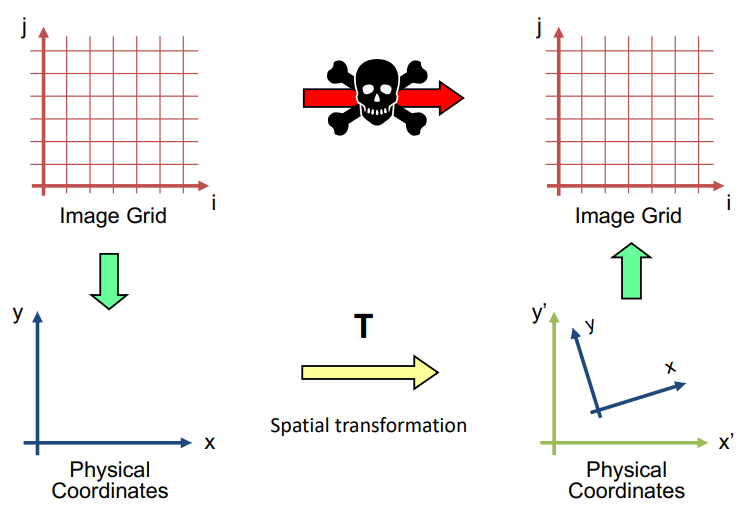 j
j
i
i
Image Grid
Image Grid
y
T
y’
y
x
x
Spatial transformation
x’
Physical
Coordinates
Physical
Coordinates